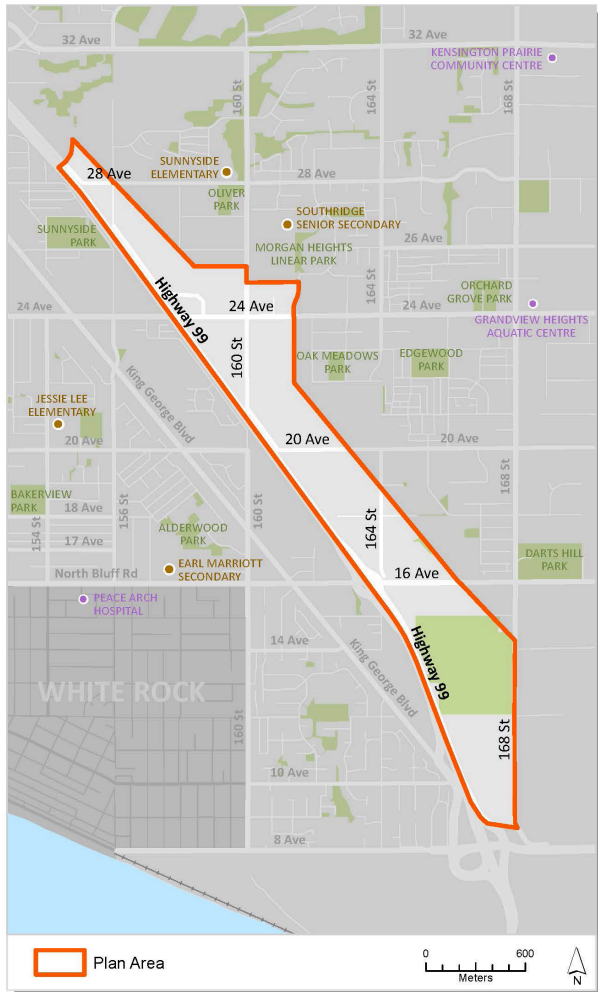 32 Ave
32 Ave
KENSINGTON PRAIRIE
COMMUNITY CENTRE
160 St
164 St
168 St
SUNNYSIDE
ELEMENTARY
28 Ave
28 Ave
OLIVER
PARK
SOUTHRIDGE
SENIOR SECONDARY
SUNNYSIDE
PARK
MORGAN HEIGHTS
LINEAR PARK
26 Ave
164 St
ORCHARD
GROVE PARK
Highway 99
24 Ave
24 Ave
24 Ave
GRANDVIEW HEIGHTS
AQUATIC CENTRE
160 St
OAK MEADOWS
PARK
EDGEWOOD
PARK
King George Blvd
JESSIE LEE
ELEMENTARY
20 Ave
20 Ave
20 Ave
168 St
BAKERVIEW
PARK
154 St
156 St
18 Ave
160 St
164 St
ALDERWOOD
PARK
17 Ave
DARTS HILL
PARK
EARL MARRIOTT
SECONDARY
North Bluff Rd
16 Ave
PEACE ARCH
HOSPITAL
14 Ave
Highway 99
King George Blvd
WHITE ROCK
160 St
168 St
10 Ave
8 Ave
Plan Area
0
600
Meters
N